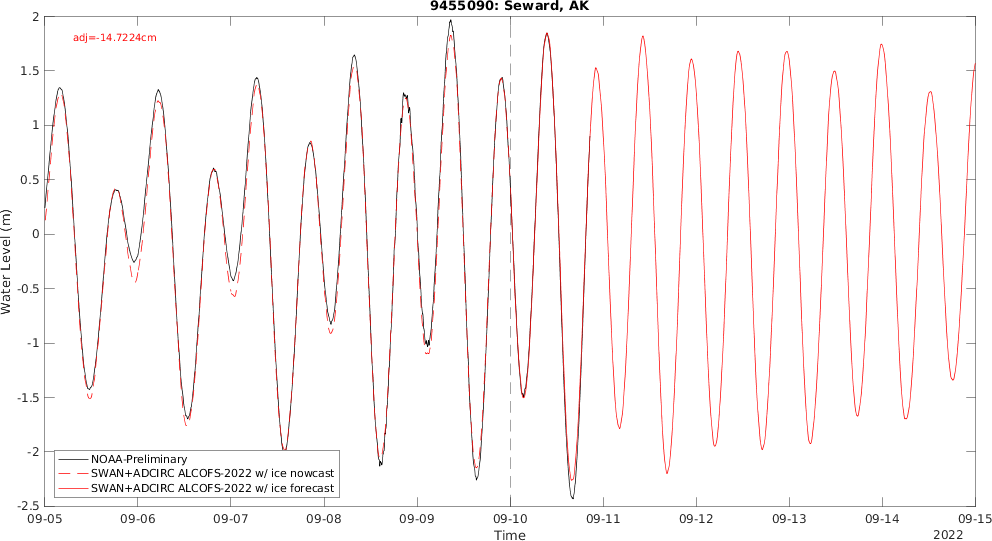 9455090: Seward, AK
adj=-14.7224cm
Water Level (m)
2
1.5
1
0.5
0
-0.5
-1
-1.5
-2
-2.5
NOAA-Preliminary
SWAN+ADCIRC ALCOFS-2022 w/ ice nowcast
SWAN+ADCIRC ALCOFS-2022 w/ ice forecast
09-05 09-06 09-07 09-08 09-09 09-10 09-11 09-12 09-13 09-14 09-15
Time
2022